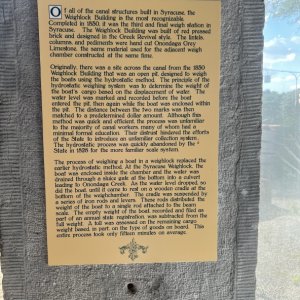 Of all of the canal structures built in Syracuse, the
Weighlock Building is the most recognizable.
Completed in 1850, it was the third and final weigh station in
Syracuse. The Weighlock Building was built of red pressed
brick and designed in the Greek Revival style. The lintels,
columns, and pediments were hand cut Onondaga Grey
Limestone, the same material used for the adjacent weigh
chamber constructed at the same time.
Originally, there was a site across the canal from the 1850
Weighlock Building that was an open pit, designed to weigh
the boats using the hydrostatic method. The principle of the
hydrostatic weighing system was to determine the weight of
the boat's cargo based on the displacement of water. The
water level was marked and recorded before the boat
entered the pit, then again while the boat was enclosed within
the pit. The distance between the two marks was then
matched to a predetermined dollar amount. Although this
method was quick and efficient the process was unfamiliar
to the majority of canal workers many of whom had a
minimal formal education. Their distrust hindered the efforts
of the State to introduce an unfamiliar collection system.
The hydrostatic process was quickly abandoned by the
State in 1828 for the more familiar scale system.
The process of weighing a boat in a weighlock replaced the
earlier hydrostatic method. At the Syracuse Weighlock, the
boat was enclosed inside the chamber and the water was
drained through a sluice gate at the bottom into a culvert
leading to Onondaga Creek. As the water level dropped so
did the boat, until it came to rest on a wooden cradle at the
bottom of the weighchamber. The cradle was suspended by
a series of iron rods and levers. These rods distributed the
weight of the boat to a single rod attached to the beam
scale. The empty weight of the boat, recorded and filed as
part of an annual state registration, was subtracted from the
full weight. A toll was assessed on the remaining cargo
weight based, in part, on the type of goods on board. This
entire process took only fifteen minutes on average.